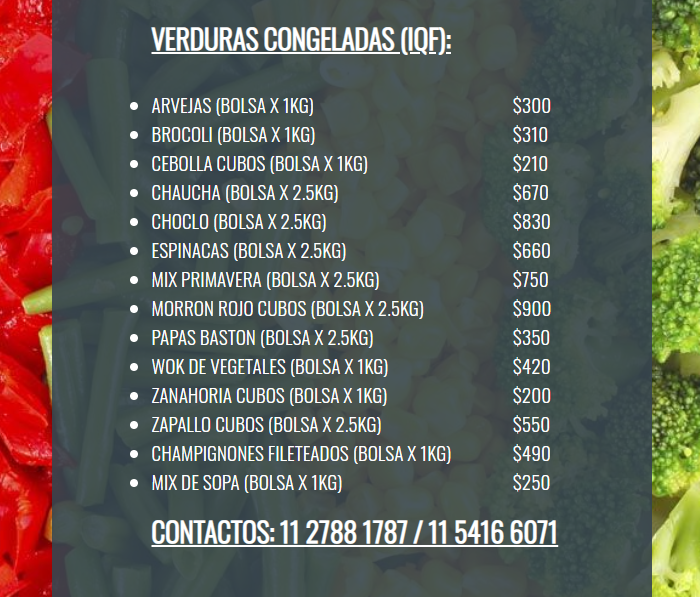 VERDURAS CONGELADAS (IQF):
ARVEJAS (BOLSA X 1KG) $300
BROCOLI (BOLSA X 1KG) $310
CEBOLLA CUBOS (BOLSA X 1KG) $210
CHAUCHA (BOLSA X 2.5KG) $670
CHOCLO (BOLSA X 2.5KG) $830
ESPINACAS (BOLSA X 2.5KG) $660
MIX PRIMAVERA (BOLSA X 2.5KG) $750
MORRON ROJO CUBOS (BOLSA X 2.5KG) $900
PAPAS BASTON (BOLSA X 2.5KG) $350
WOK DE VEGETALES (BOLSA X 1KG) $420
ZANAHORIA CUBOS (BOLSA X 1KG) $200
ZAPALLO CUBOS (BOLSA X 2.5KG) $550
CHAMPIGNONES FILETEADOS (BOLSA X 1KG) $490
MIX DE SOPA (BOLSA X 1KG) $250
CONTACTOS: 11 2788 1787 / 11 5416 6071